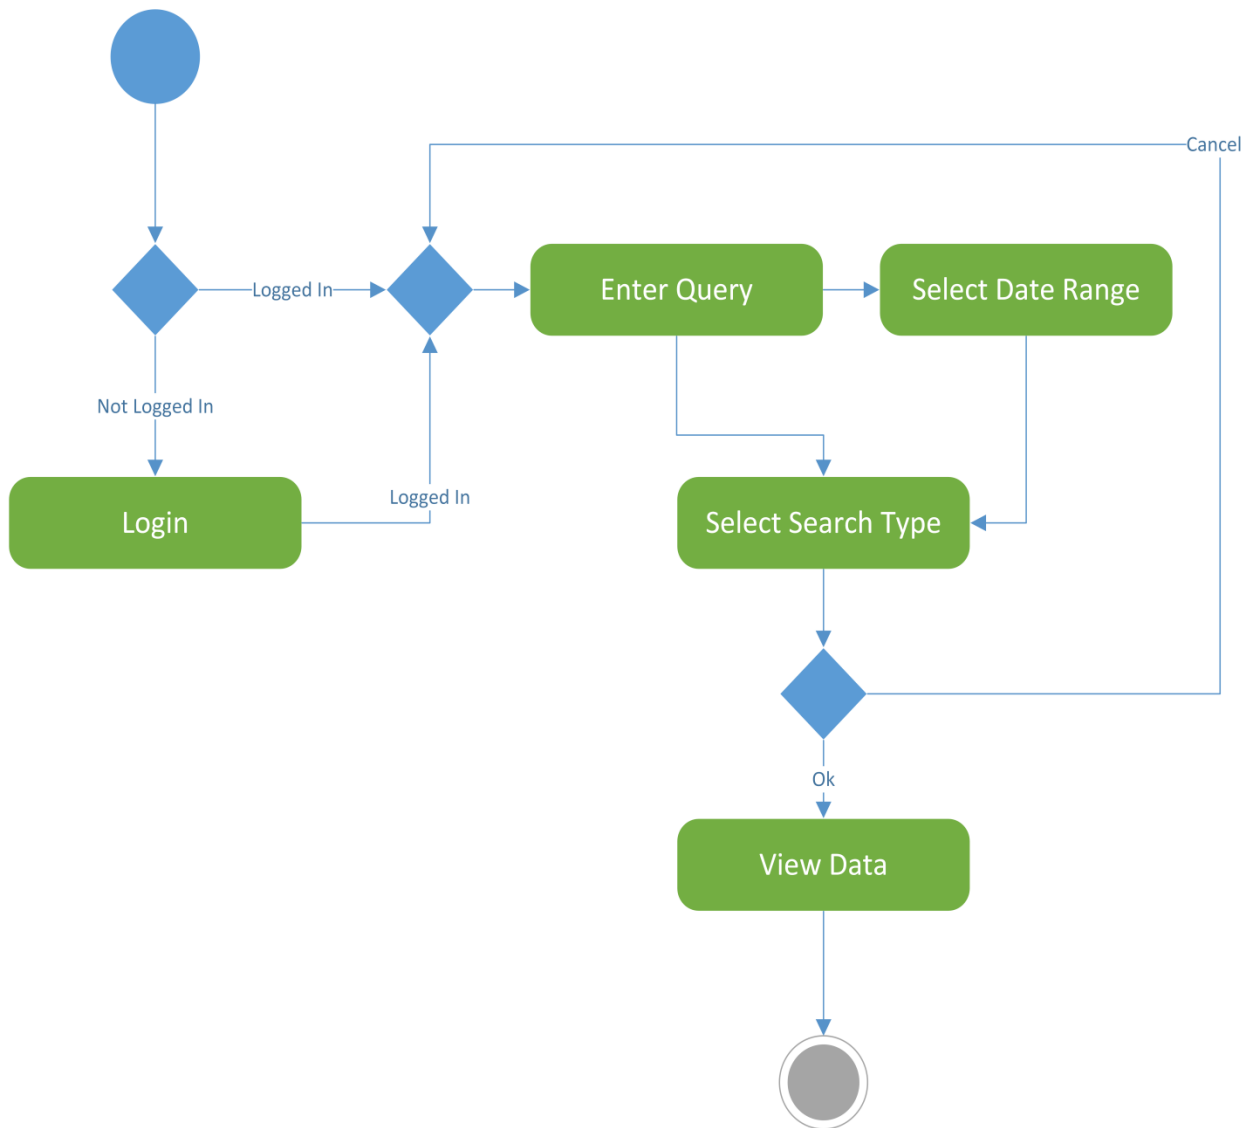 Cancel
Logged In
Enter Query
Select Date Range
Not Logged In
Logged In
Login
Select Search Type
Ok
View Data